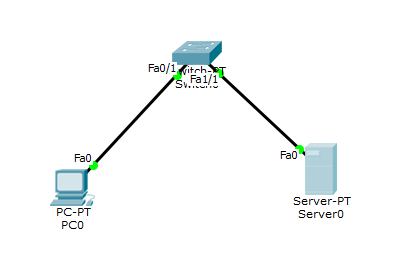 Fa0/1
Fa1/1
Fa0
Fa0
PC-PT
PC0
Server-PT
Server0